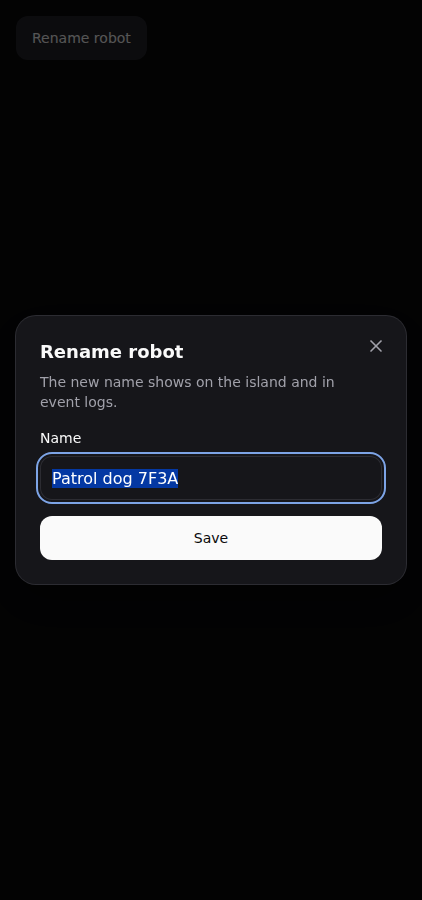 Rename robot
Rename robot
The new name shows on the island and in
event logs.
Name
Patrol dog 7F3A
Save